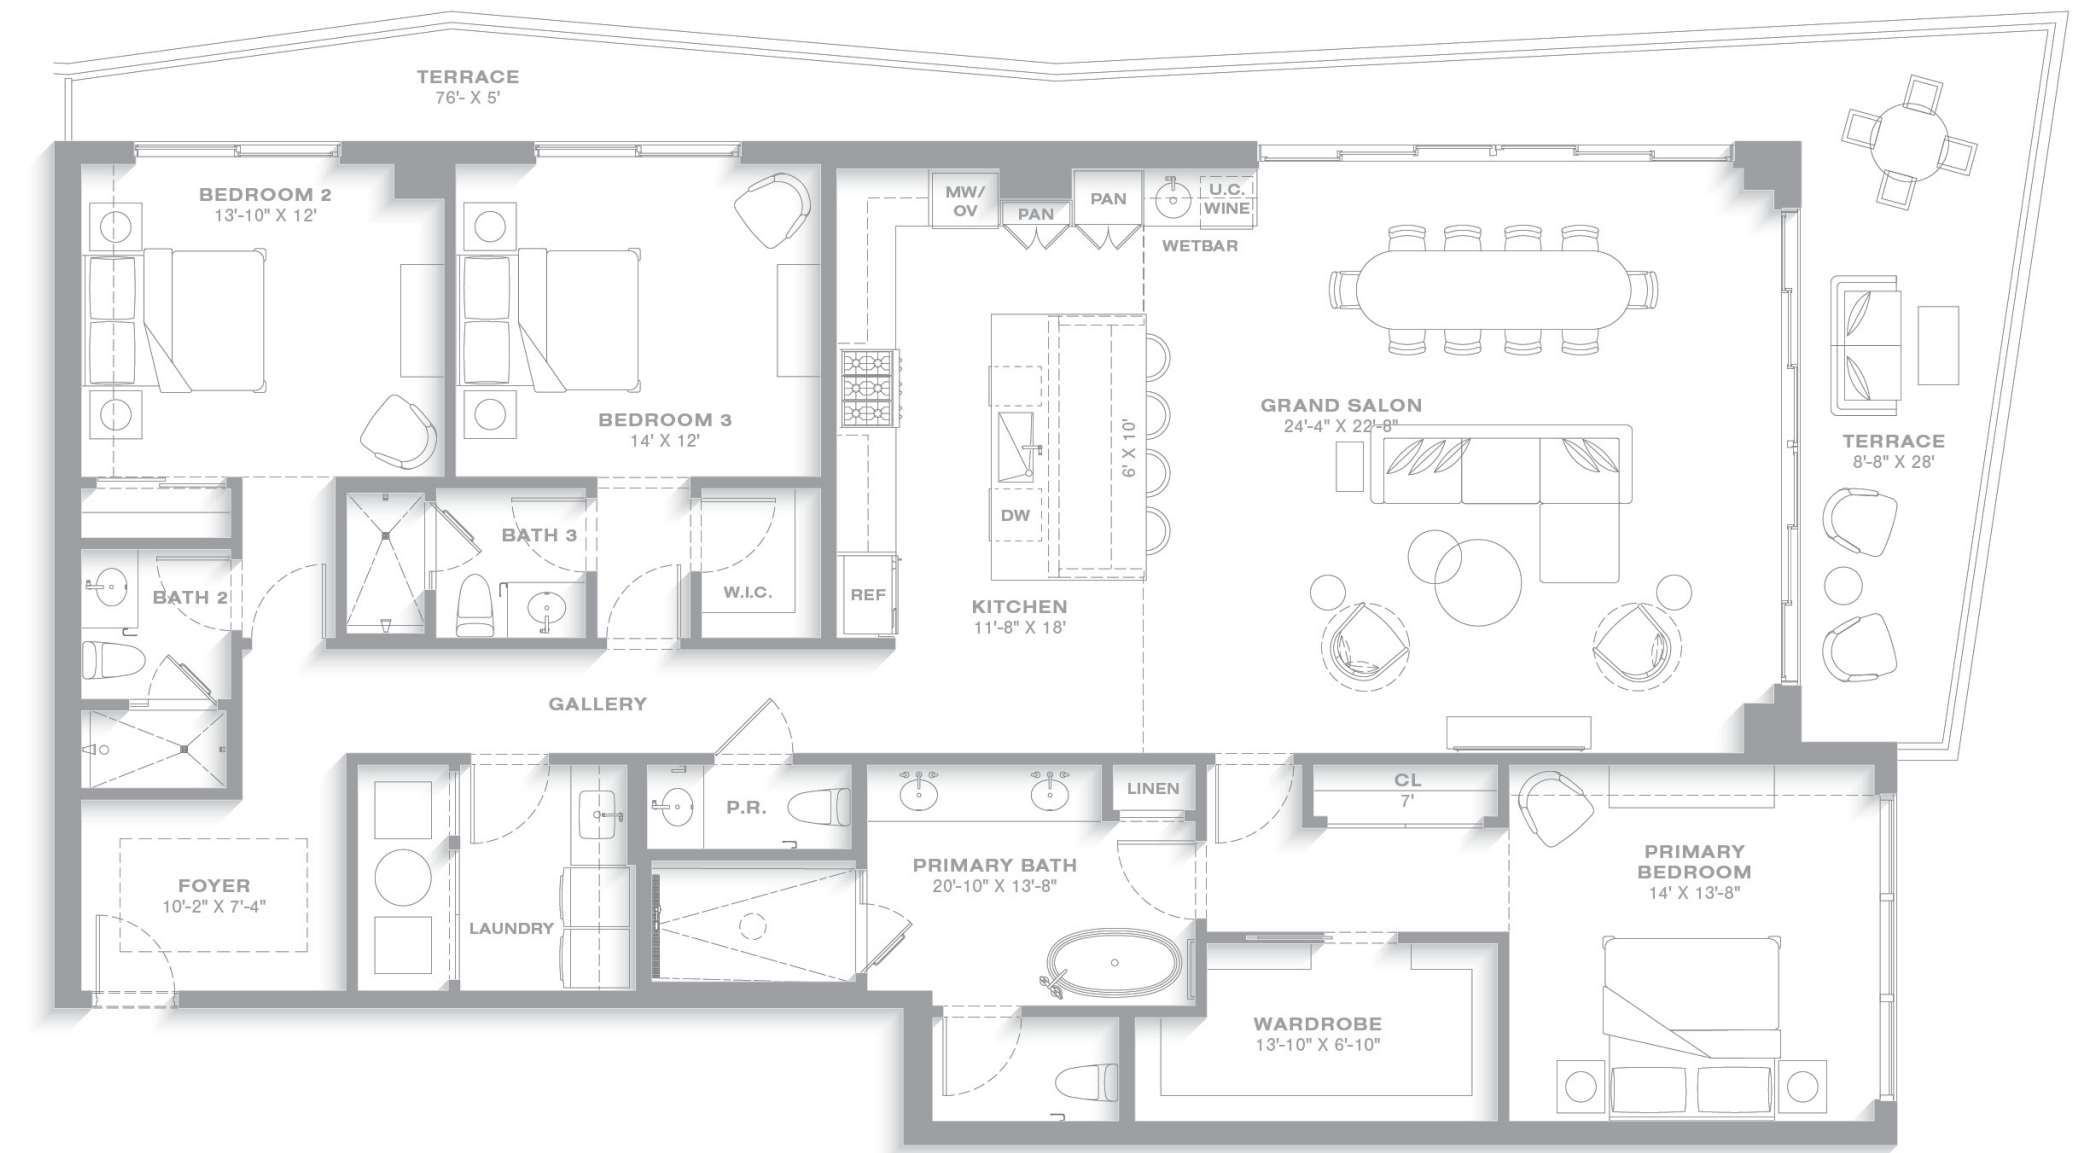 TERRACE
76'- X 5'
BEDROOM 2
13'-10" X 12'
MW/
OV
PAN
PAN
U.C.
WINE
WETBAR
BEDROOM 3
14' X 12'
GRAND SALON
24'-4" X 22'-8"
6' X 10'
TERRACE
8'-8" X 28'
DW
BATH 3
BATH 2
W.I.C.
REF
KITCHEN
11'-8" X 18'
GALLERY
LINEN
CL
7'
P.R.
PRIMARY BATH
20'-10" X 13'-8"
PRIMARY
BEDROOM
14' X 13'-8"
FOYER
10'-2" X 7'-4"
LAUNDRY
WARDROBE
13'-10" X 6'-10"